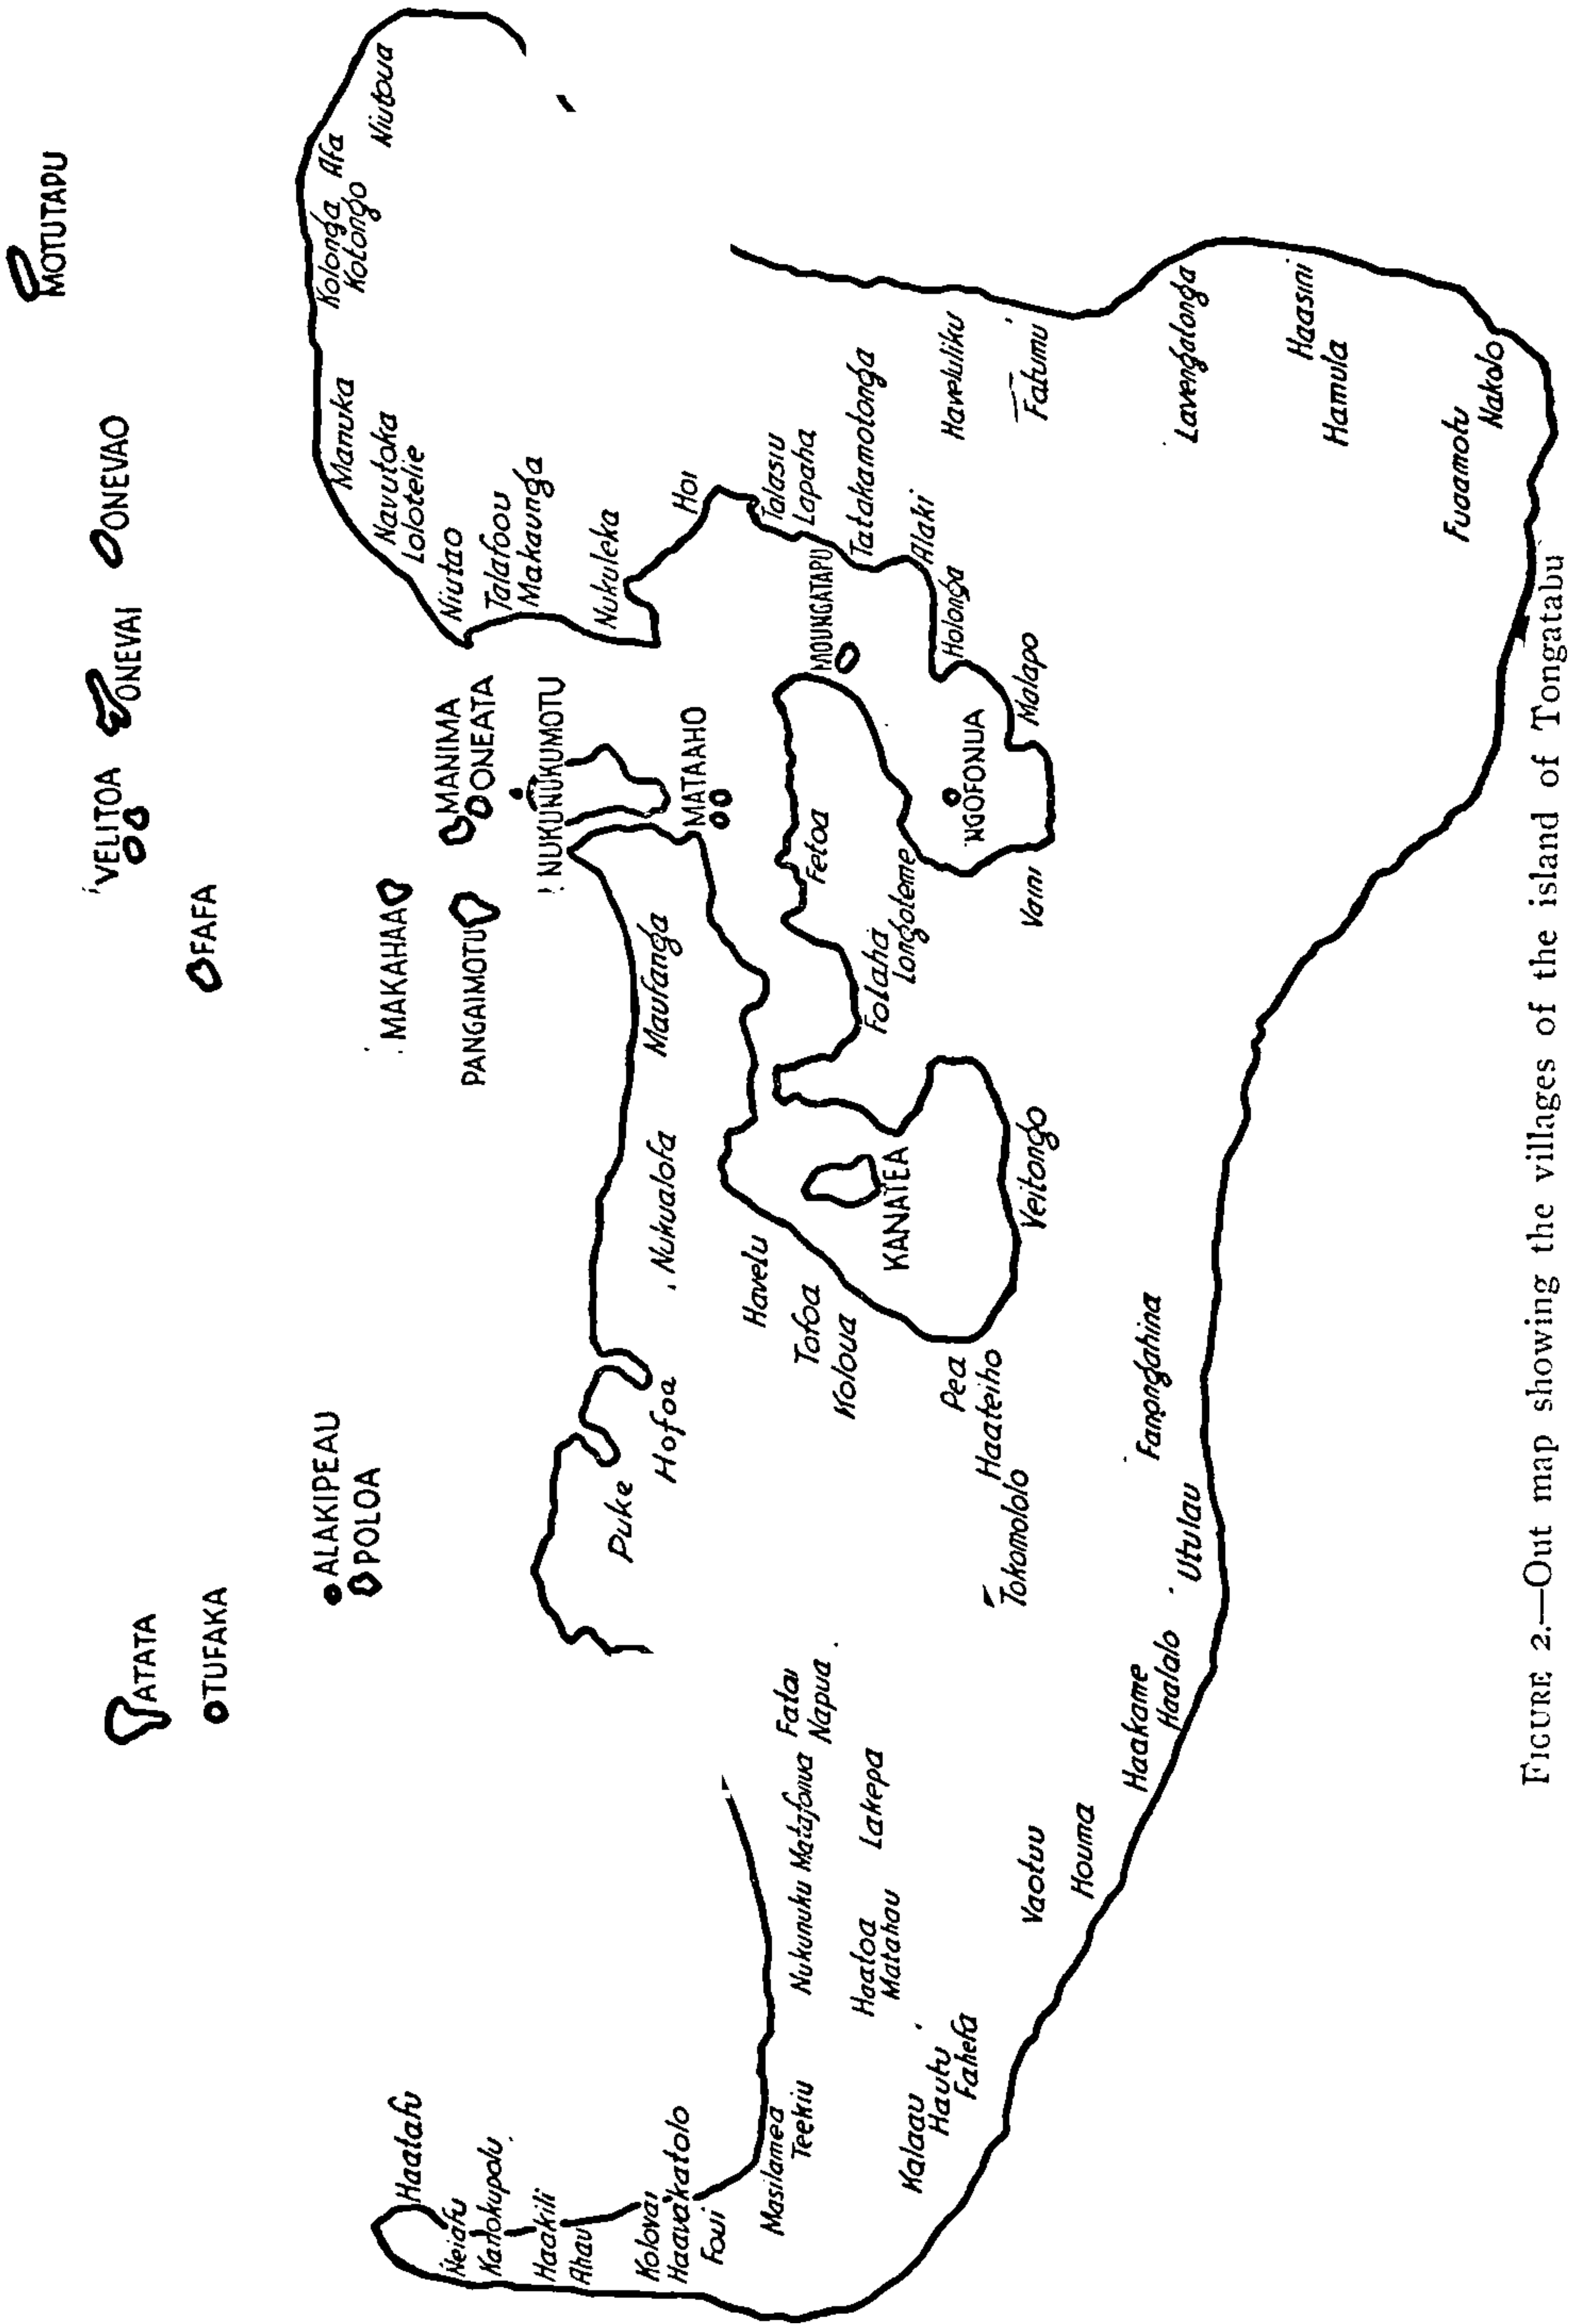 MOTUTAPU
ONEVAO
ONEVAI
VELITOA
FAFA
ATATA
TUFAKA
ALAKIPEAU
POLOA
MAKAHAA
PANGAIMOTU
MANIMA
ONEATA
NUKUNUKUMOTU
MATAAHO
MOUNGATAPU
NGOFONUA
KANATEA
Haatafu
Neiafu
Kanokupolu
Haakili
Ahau
Kolovai
Haavakatolo
Foui
Masilamea
Teekiu
Kalaau
Hautu
Fahefa
Nukunuku Matafonua Fatai
Napua
Haatoa
Matahau
Lakepa
Vaotuu
Houma
Haakame
Haalalo
Utulau
Fanongahina
Tokomololo
Haateiho
Pea
Puke
Hofoa
Nukualofa
Maufanga
Havelu
Tofoa
Koloua
Veitongo
Folaha
Longoteme
Fetoa
Vaini
Malapo
Holonga
Alaki
Tatakamotonga
Lapaha
Talasiu
Hoi
Nukuleka
Makaunga
Talafoou
Niutao
Lolotelie
Navutoka
Manuka
Kolonga Afa
Kotongo
Niutoua
Haveluliku
Fatumu
Lavengatonga
Haasini
Hamula
Fuaamotu
Nakolo
FIGURE 2.—Out map showing the villages of the island of Tongatabu